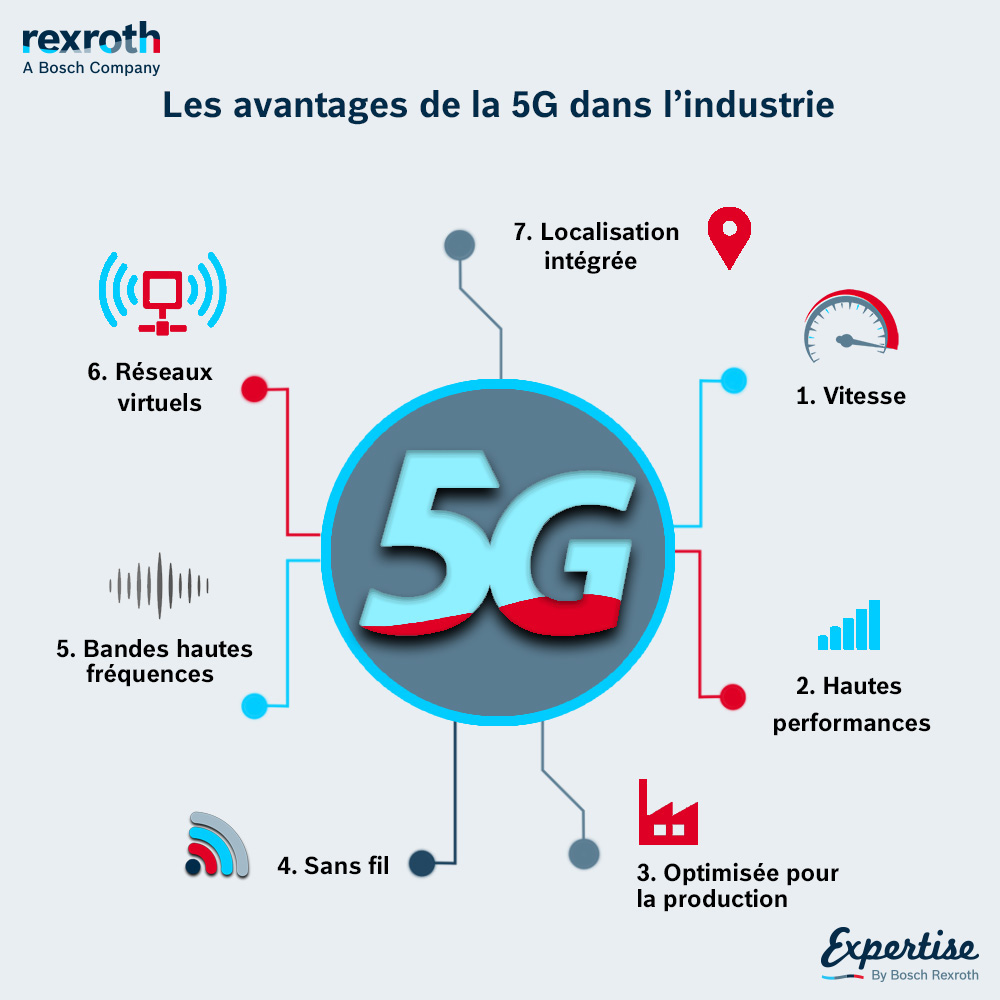 rexroth
A Bosch Company
Les avantages de la 5G dans l’industrie
7. Localisation
intégrée
1. Vitesse
2. Hautes
performances
3. Optimisée pour
la production
4. Sans fil
5. Bandes hautes
fréquences
6. Réseaux
virtuels
5G
Expertise
By Bosch Rexroth